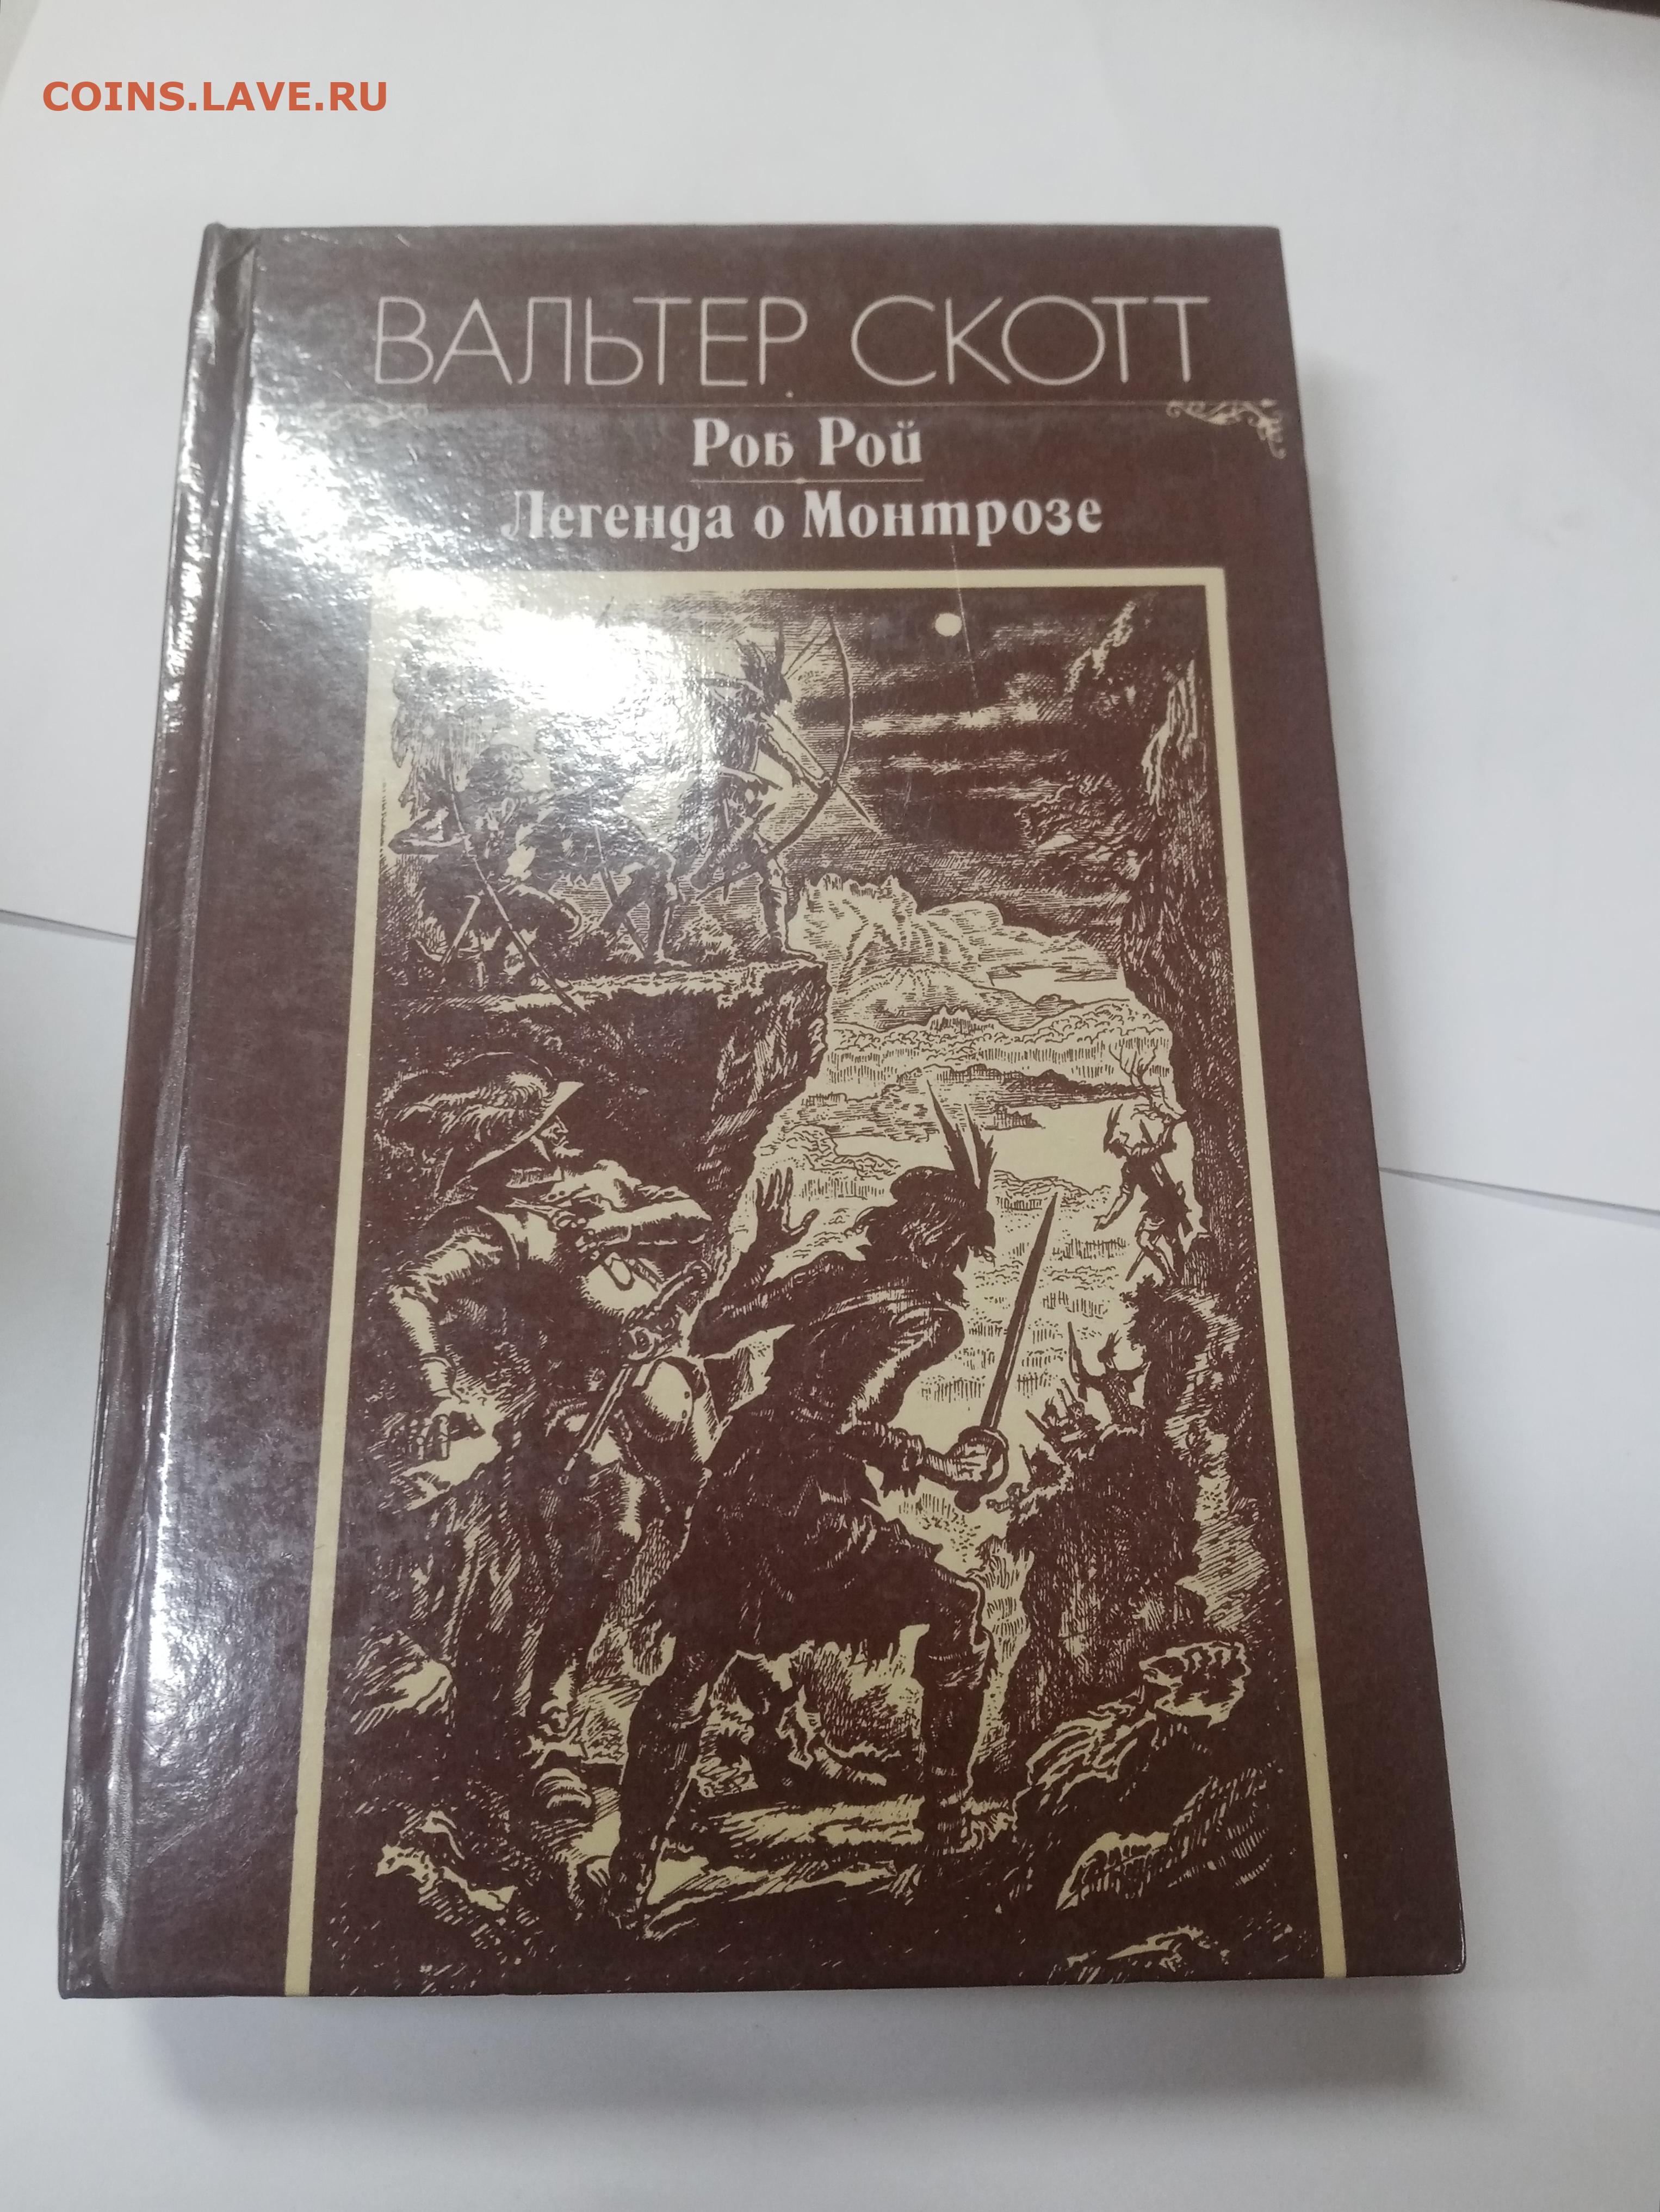 COINS.LAVE.RU
ВАЛЬТЕР СКОТТ
Роб Рой
Легенда о Монтрозе